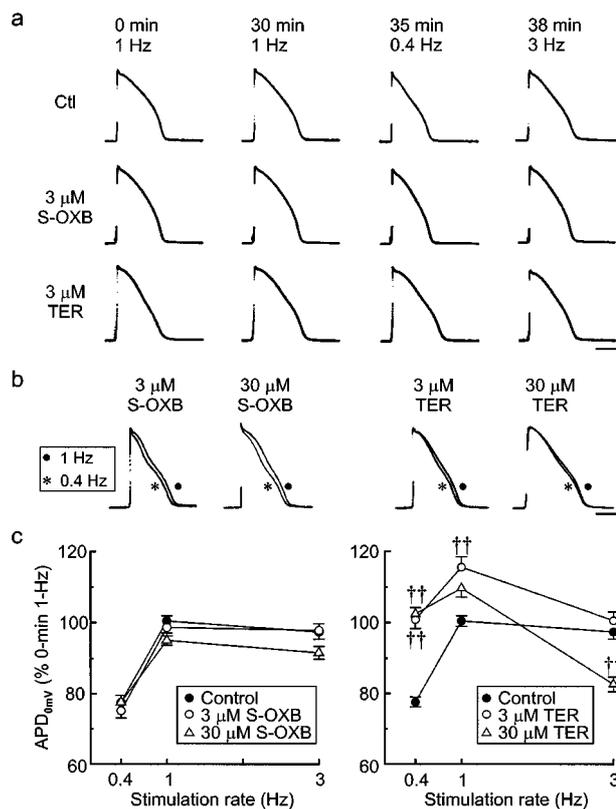 a
0 min 30 min 35 min 38 min
1 Hz 1 Hz 0.4 Hz 3 Hz
Ctl
3 µM
S-OXB
3 µM
TER
b
3 µM 30 µM 3 µM 30 µM
S-OXB S-OXB TER TER
● 1 Hz
* 0.4 Hz
* ● * ● * ● * ●
c
APD0mV (% 0-min 1-Hz)
120
100
80
60
0.4 1 3
Stimulation rate (Hz)
Control
3 µM S-OXB
30 µM S-OXB
120
100
80
60
††
††
††
†
0.4 1 3
Stimulation rate (Hz)
Control
3 µM TER
30 µM TER